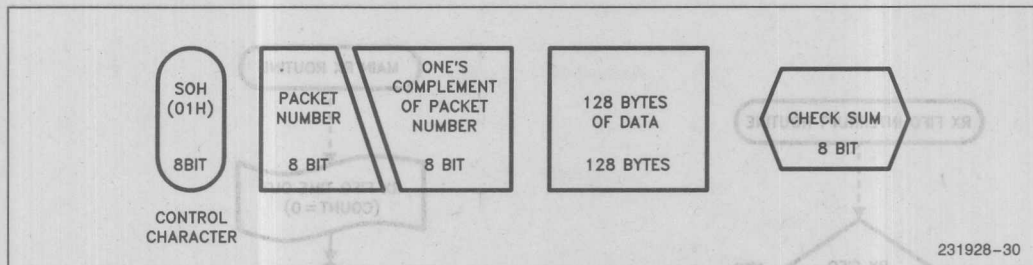 SOH
(01H)
8BIT
CONTROL
CHARACTER
PACKET
NUMBER
8 BIT
ONE'S
COMPLEMENT
OF PACKET
NUMBER
8 BIT
128 BYTES
OF DATA
128 BYTES
CHECK SUM
8 BIT
231928-30